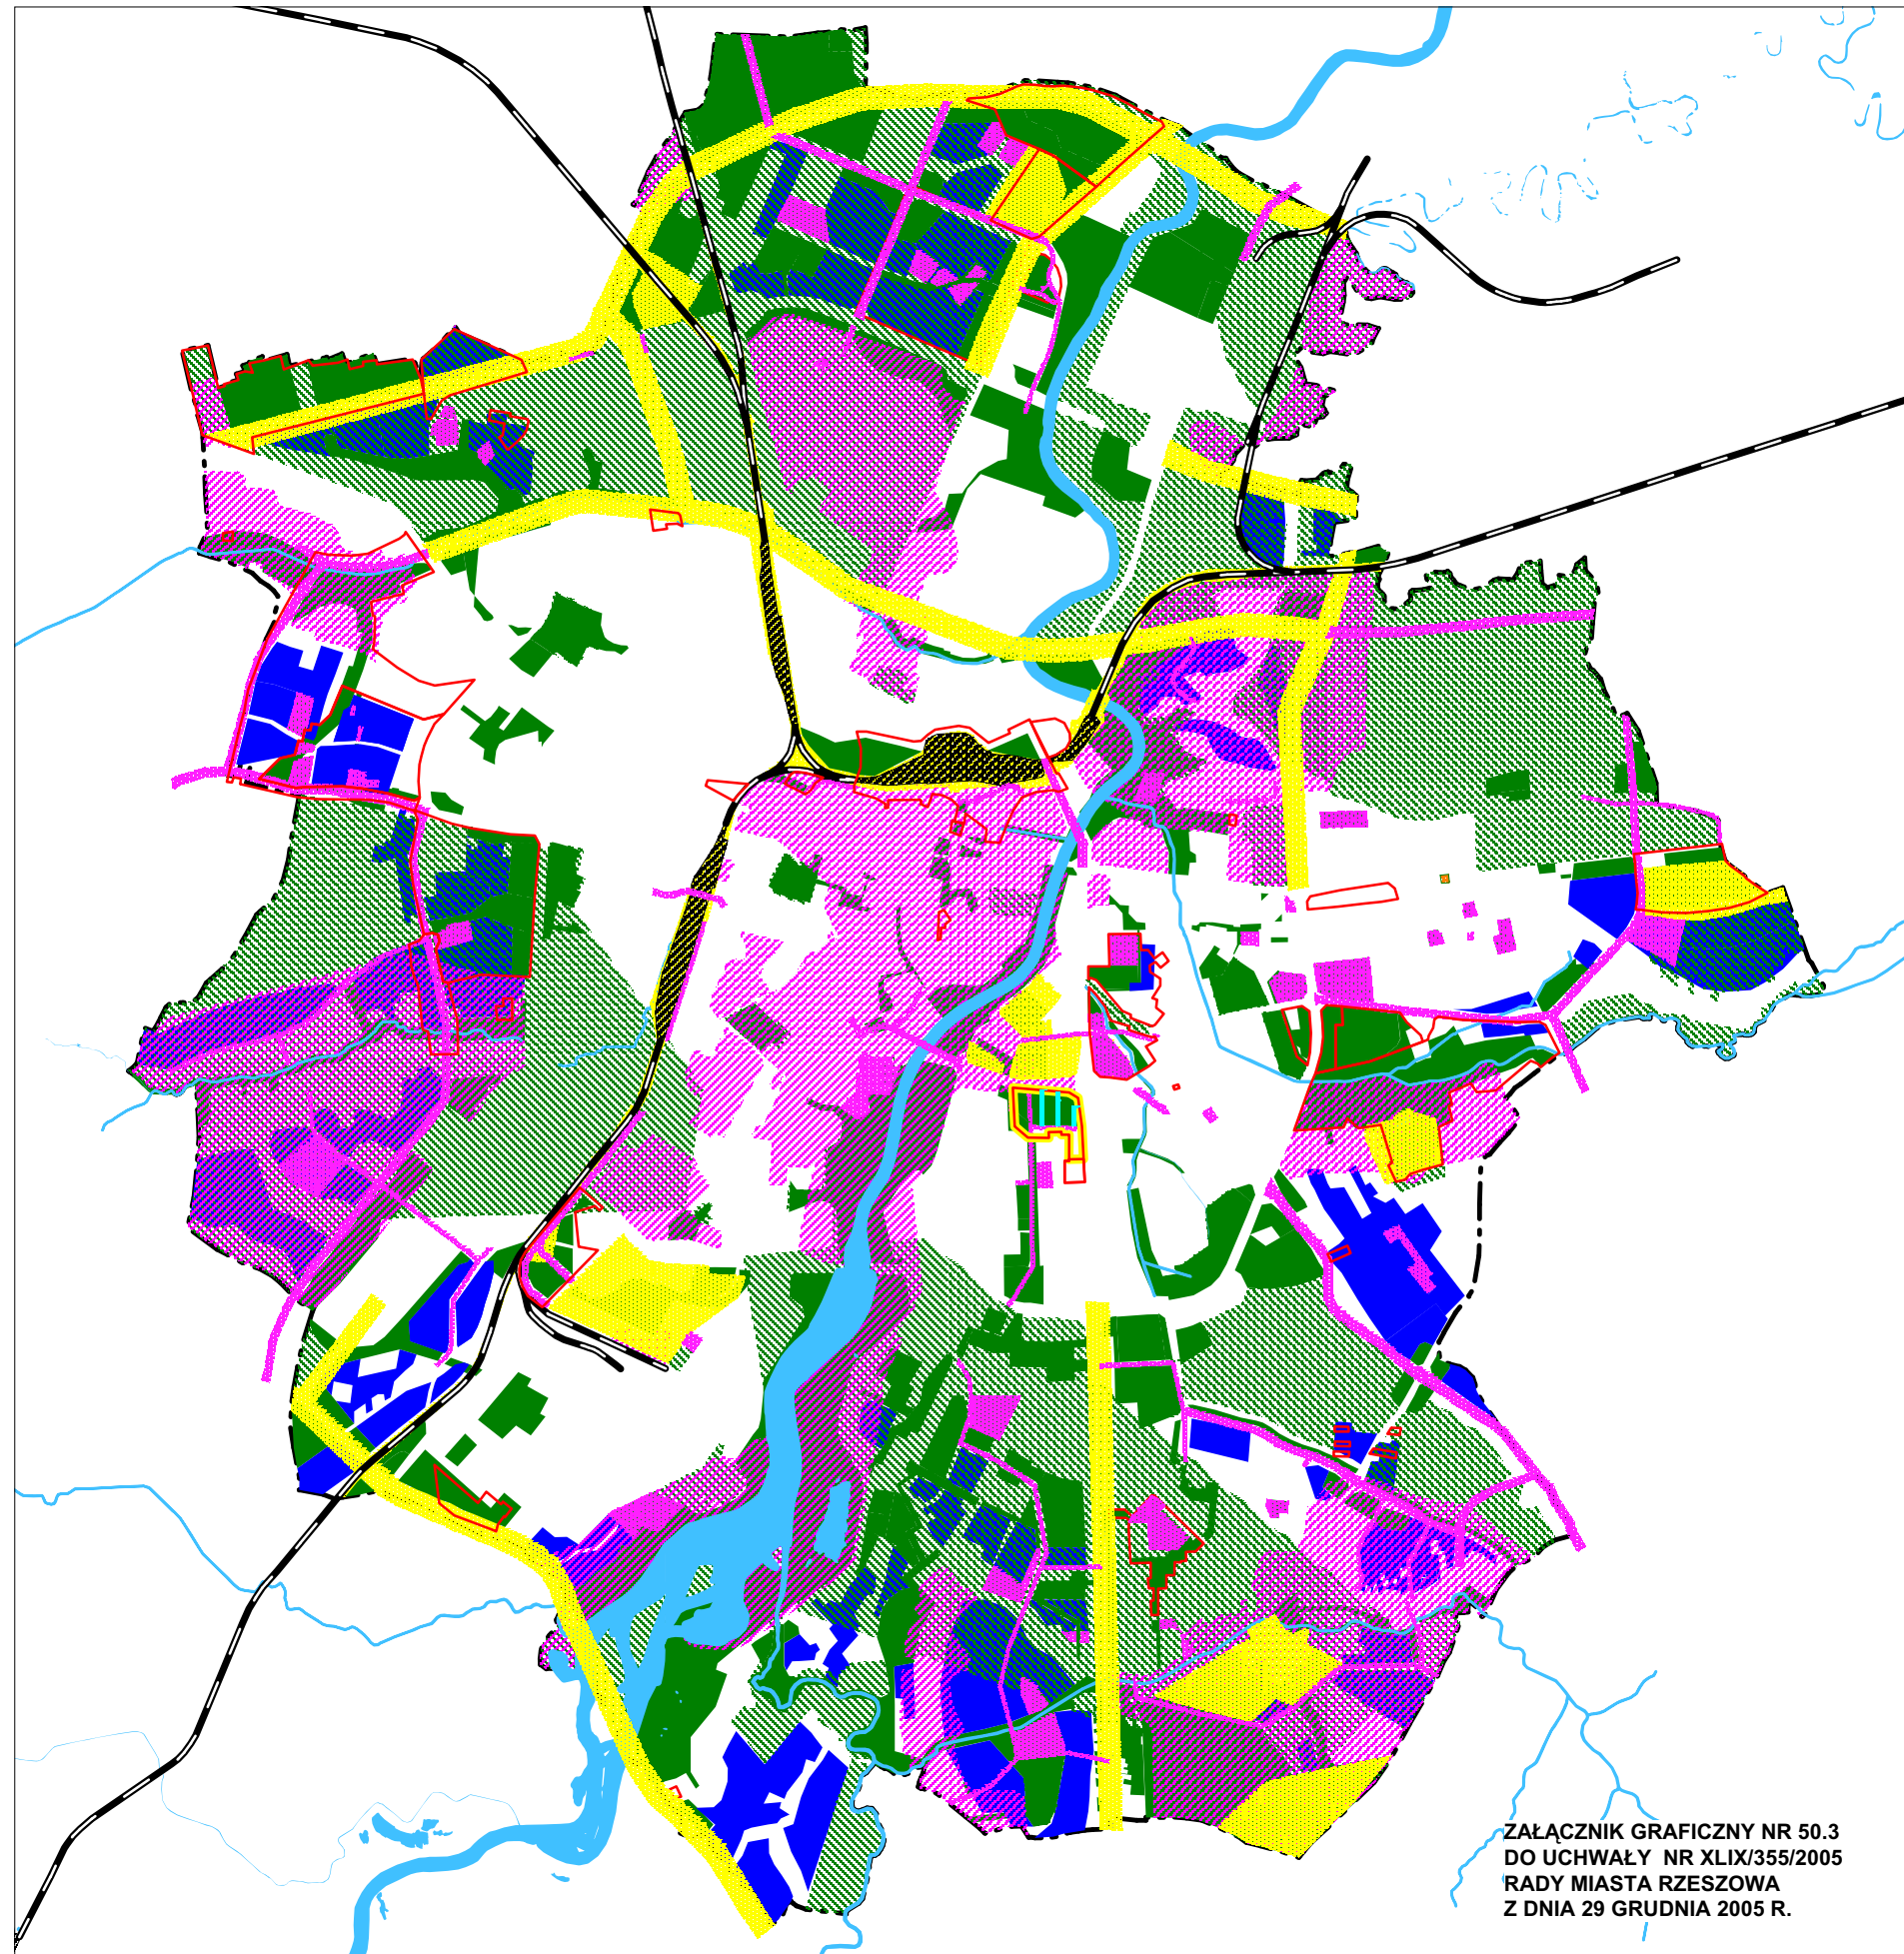 ZAŁĄCZNIK GRAFICZNY NR 50.3
DO UCHWAŁY NR XLIX/355/2005
RADY MIASTA RZESZOWA
Z DNIA 29 GRUDNIA 2005 R.